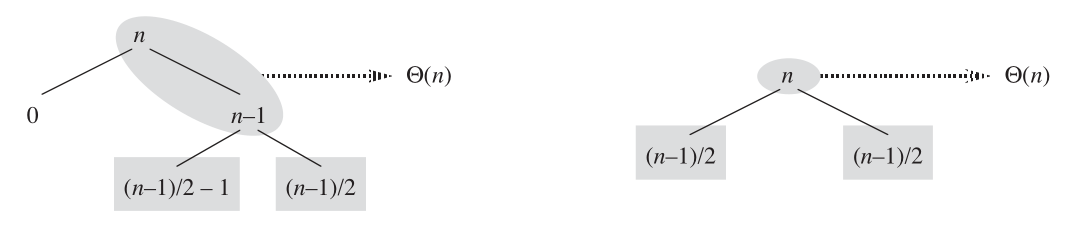 n
Θ(n)
0
n–1
(n–1)/2 – 1
(n–1)/2
n
Θ(n)
(n–1)/2
(n–1)/2